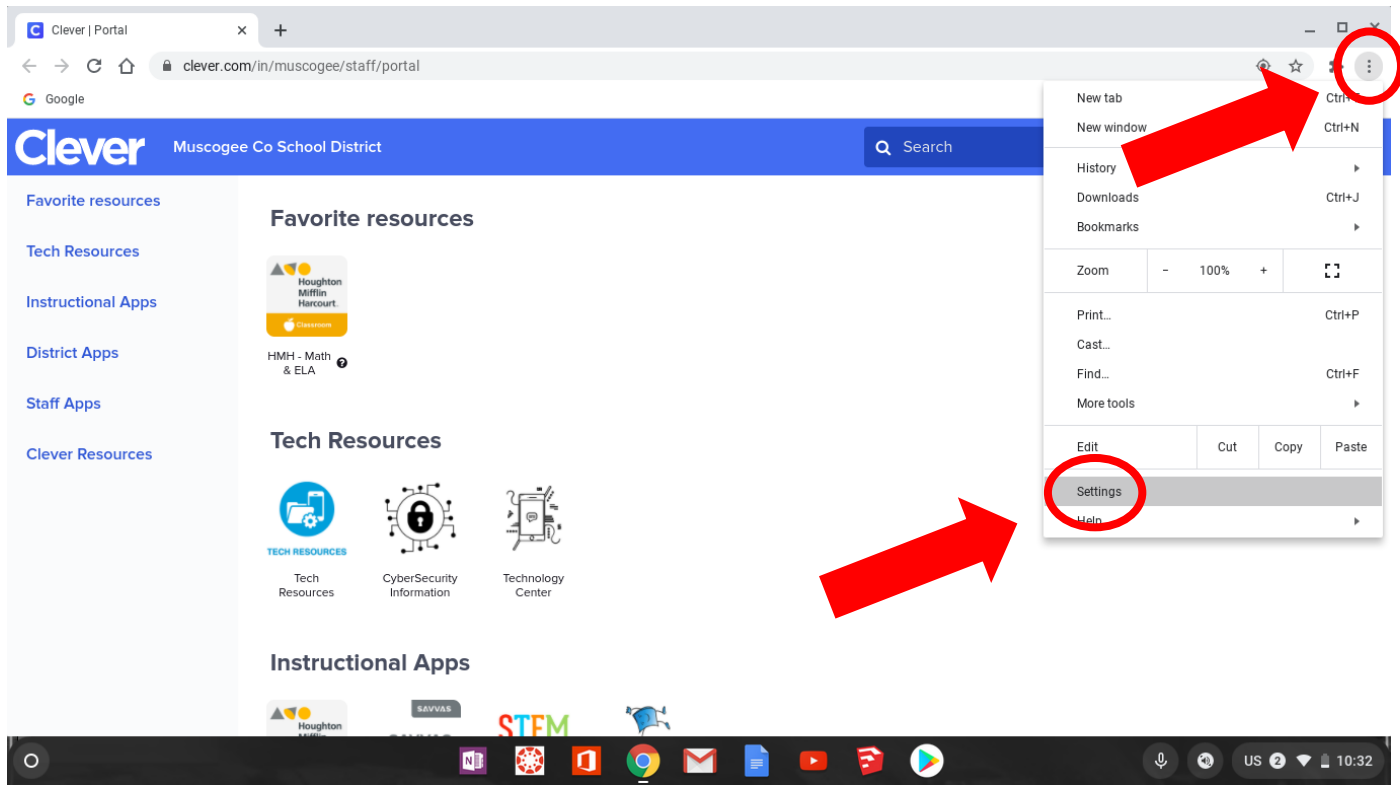 Clever | Portal
clever.com/in/muscogee/staff/portal
Google
Clever
Muscogee Co School District
Search
Favorite resources
Tech Resources
Instructional Apps
District Apps
Staff Apps
Clever Resources
Favorite resources
Houghton
Mifflin
Harcourt
Classroom
HMH - Math
& ELA
Tech Resources
TECH RESOURCES
Tech
Resources
CyberSecurity
Information
Technology
Center
Instructional Apps
Houghton
SAVVAS
STEM
New tab
New window Ctrl+N
History
Downloads Ctrl+J
Bookmarks
Zoom - 100% +
Print... Ctrl+P
Cast...
Find... Ctrl+F
More tools
Edit Cut Copy Paste
Settings
Help
US 2 10:32